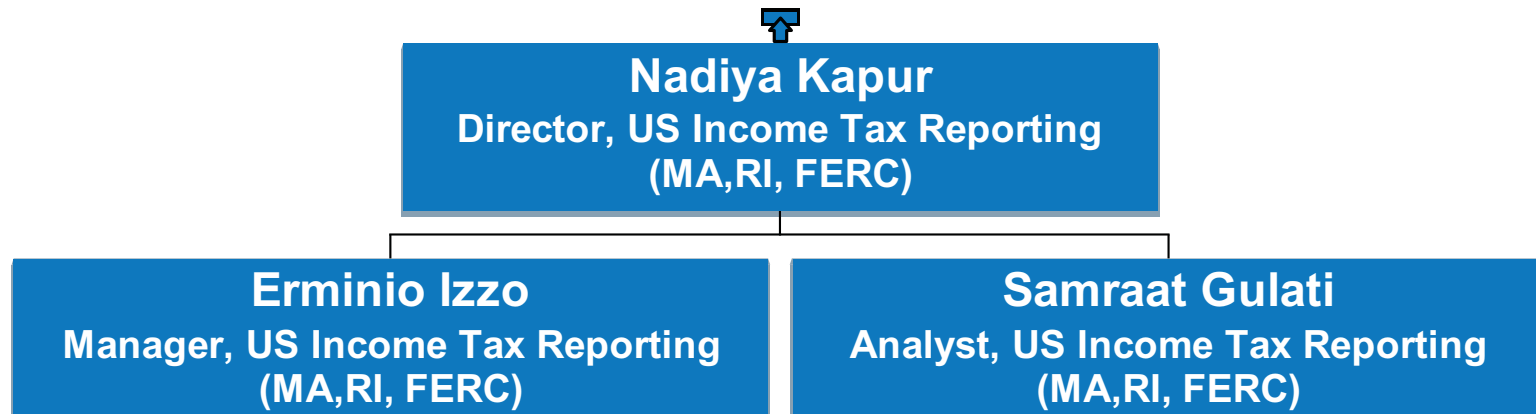 Nadiya Kapur
Director, US Income Tax Reporting
(MA,RI, FERC)
Erminio Izzo
Manager, US Income Tax Reporting
(MA,RI, FERC)
Samraat Gulati
Analyst, US Income Tax Reporting
(MA,RI, FERC)